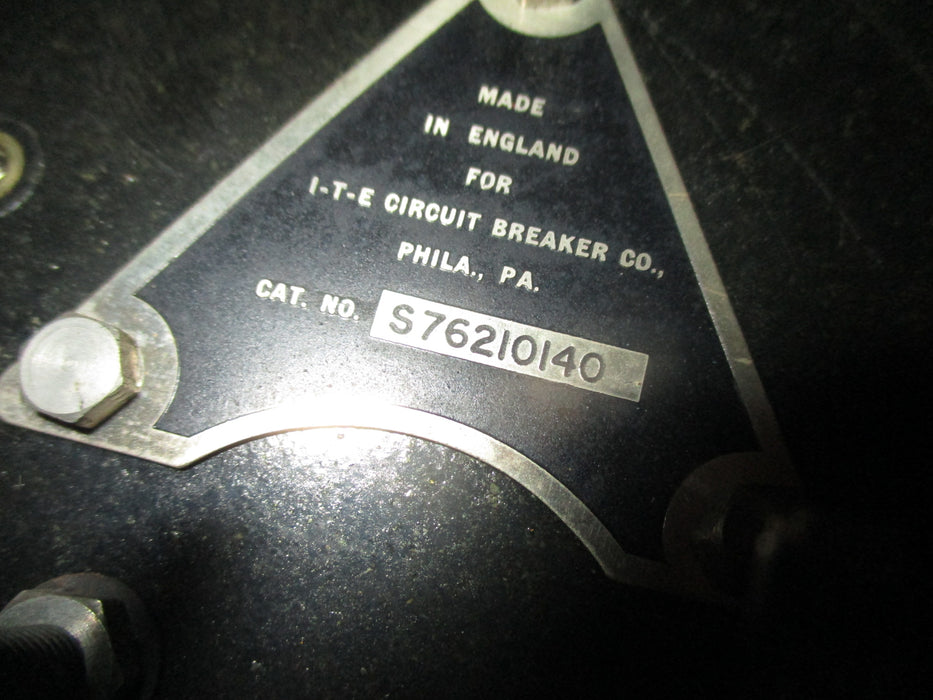 MADE
IN ENGLAND
FOR
I-T-E CIRCUIT BREAKER CO.,
PHILA., PA.
CAT. NO. S76210140